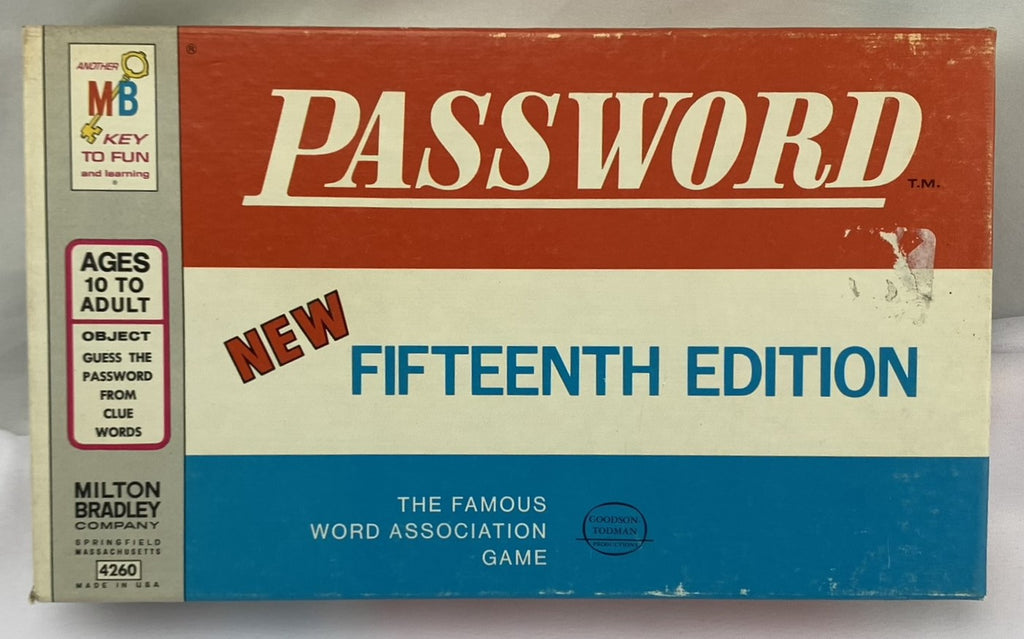 ANOTHER
MB
KEY
TO FUN
and learning
®
®
PASSWORD
T.M.
AGES
10 TO
ADULT
OBJECT
GUESS THE
PASSWORD
FROM
CLUE
WORDS
NEW
FIFTEENTH EDITION
MILTON
BRADLEY
COMPANY
SPRINGFIELD
MASSACHUSETTS
4260
MADE IN USA
THE FAMOUS
WORD ASSOCIATION
GAME
GOODSON-
TODMAN
PRODUCTIONS